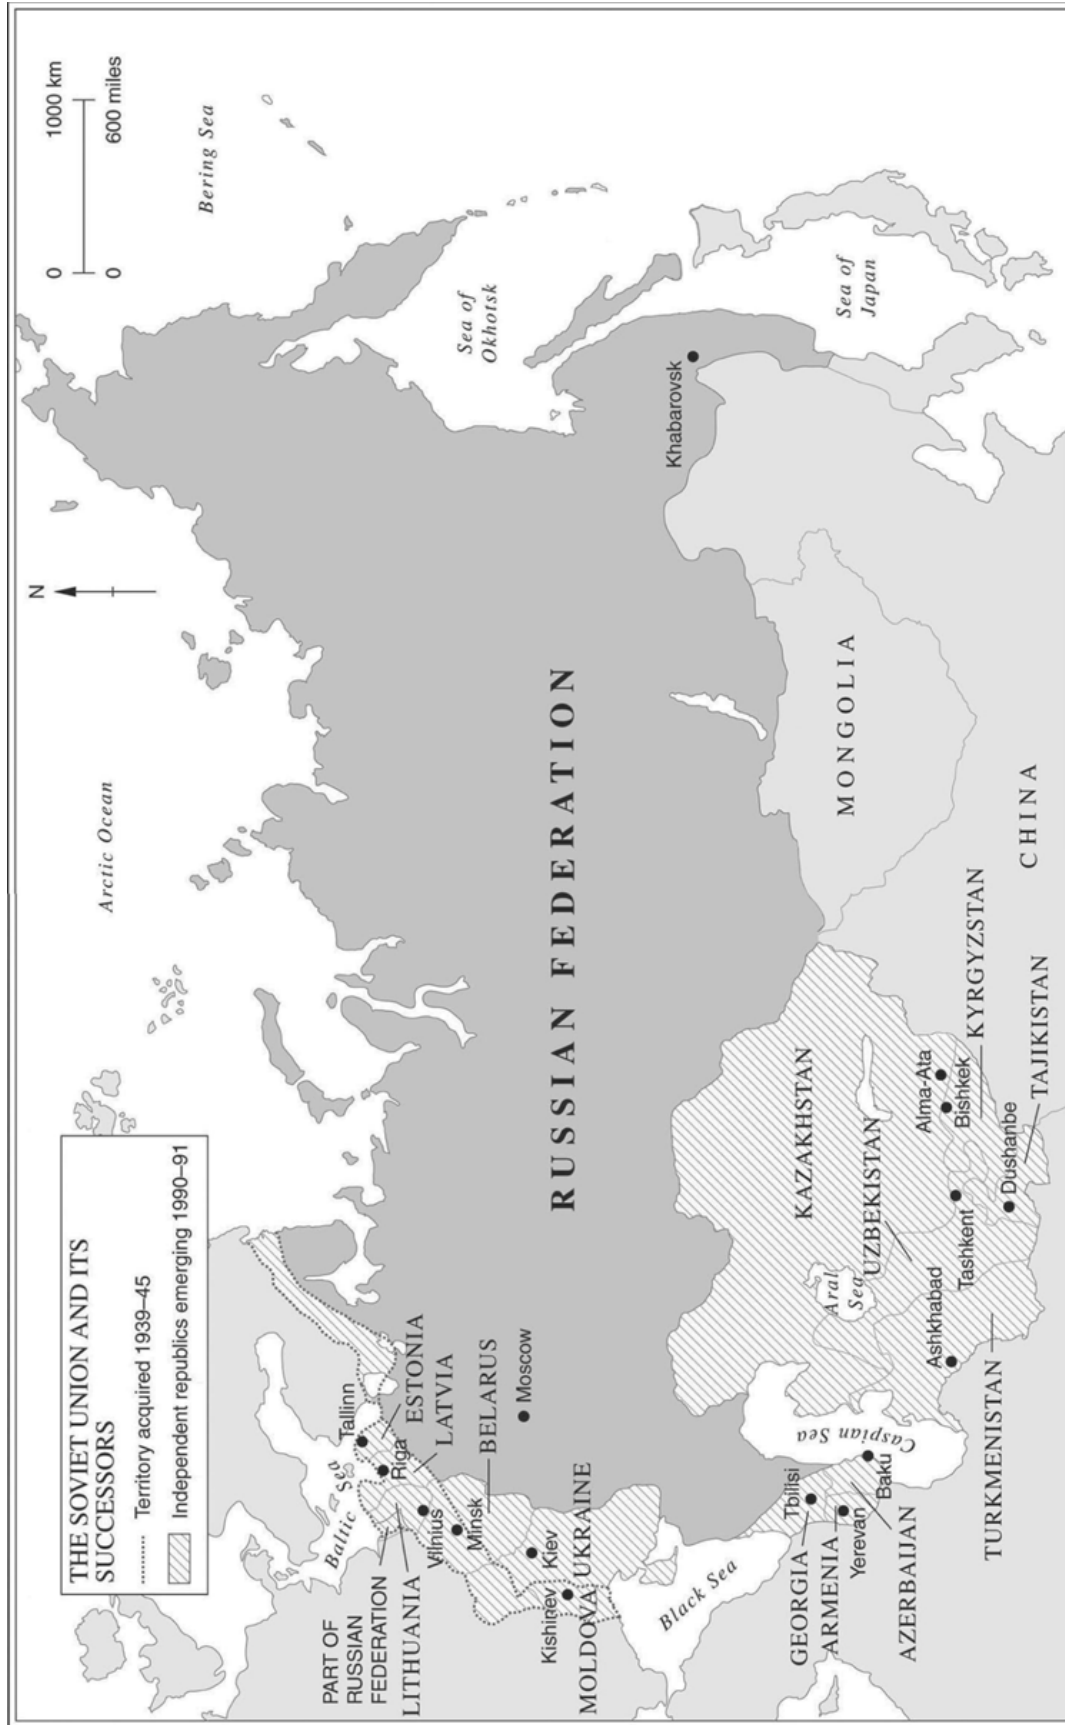 THE SOVIET UNION AND ITS
SUCCESSORS
Territory acquired 1939–45
Independent republics emerging 1990–91
Arctic Ocean
N
0 1000 km
0 600 miles
Bering Sea
Baltic Sea
Tallinn
PART OF
RUSSIAN
FEDERATION
Riga
ESTONIA
LITHUANIA
LATVIA
Vilnius
Minsk
BELARUS
Moscow
Kishinev
Kiev
MOLDOVA
UKRAINE
RUSSIAN FEDERATION
Sea of
Okhotsk
Khabarovsk
Sea of
Japan
Black Sea
GEORGIA
Tbilisi
ARMENIA
Yerevan
Baku
AZERBAIJAN
Caspian Sea
KAZAKHSTAN
Aral
Sea
UZBEKISTAN
Alma-Ata
Bishkek
Ashkhabad
Tashkent
KYRGYZSTAN
Dushanbe
TURKMENISTAN
TAJIKISTAN
MONGOLIA
CHINA